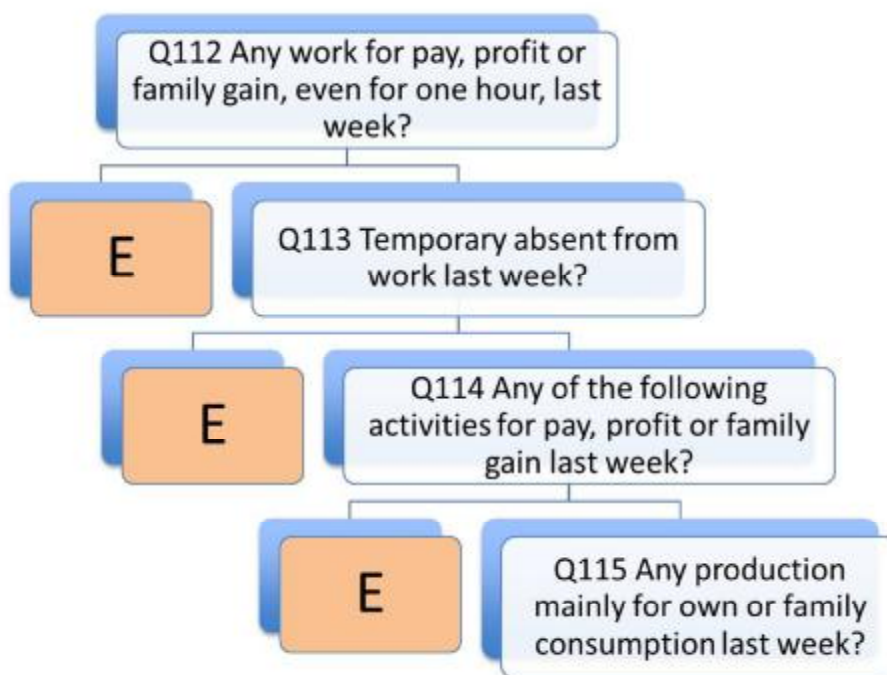 Q112 Any work for pay, profit or
family gain, even for one hour, last
week?
E
Q113 Temporary absent from
work last week?
E
Q114 Any of the following
activities for pay, profit or family
gain last week?
E
Q115 Any production
mainly for own or family
consumption last week?